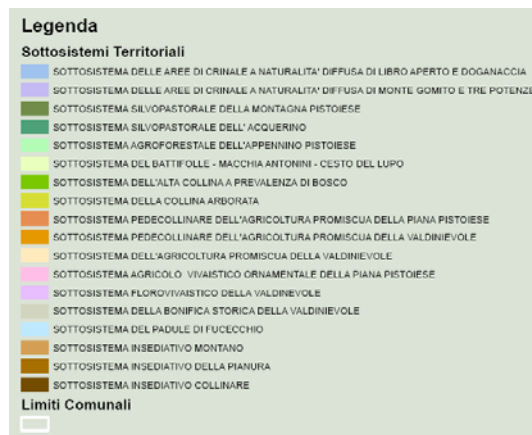 Legenda
Sottosistemi Territoriali
SOTTOSISTEMA DELLE AREE DI CRINALE A NATURALITA' DIFFUSA DI LIBRO APERTO E DOGANACCIA
SOTTOSISTEMA DELLE AREE DI CRINALE A NATURALITA' DIFFUSA DI MONTE GOMITO E TRE POTENZE
SOTTOSISTEMA SILVOPASTORALE DELLA MONTAGNA PISTOIESE
SOTTOSISTEMA SILVOPASTORALE DELL' ACQUERINO
SOTTOSISTEMA AGROFORESTALE DELL'APPENNINO PISTOIESE
SOTTOSISTEMA DEL BATTIFOLLE - MACCHIA ANTONINI - CESTO DEL LUPO
SOTTOSISTEMA DELL'ALTA COLLINA A PREVALENZA DI BOSCO
SOTTOSISTEMA DELLA COLLINA ARBORATA
SOTTOSISTEMA PEDECOLLINARE DELL'AGRICOLTURA PROMISCUA DELLA PIANA PISTOIESE
SOTTOSISTEMA PEDECOLLINARE DELL'AGRICOLTURA PROMISCUA DELLA VALDINIEVOLE
SOTTOSISTEMA DELL'AGRICOLTURA PROMISCUA DELLA VALDINIEVOLE
SOTTOSISTEMA AGRICOLO VIVAISTICO ORNAMENTALE DELLA PIANA PISTOIESE
SOTTOSISTEMA FLOROVIVAISTICO DELLA VALDINEVOLE
SOTTOSISTEMA DELLA BONIFICA STORICA DELLA VALDINIEVOLE
SOTTOSISTEMA DEL PADULE DI FUCECCHIO
SOTTOSISTEMA INSEDIATIVO MONTANO
SOTTOSISTEMA INSEDIATIVO DELLA PIANURA
SOTTOSISTEMA INSEDIATIVO COLLINARE
Limiti Comunali